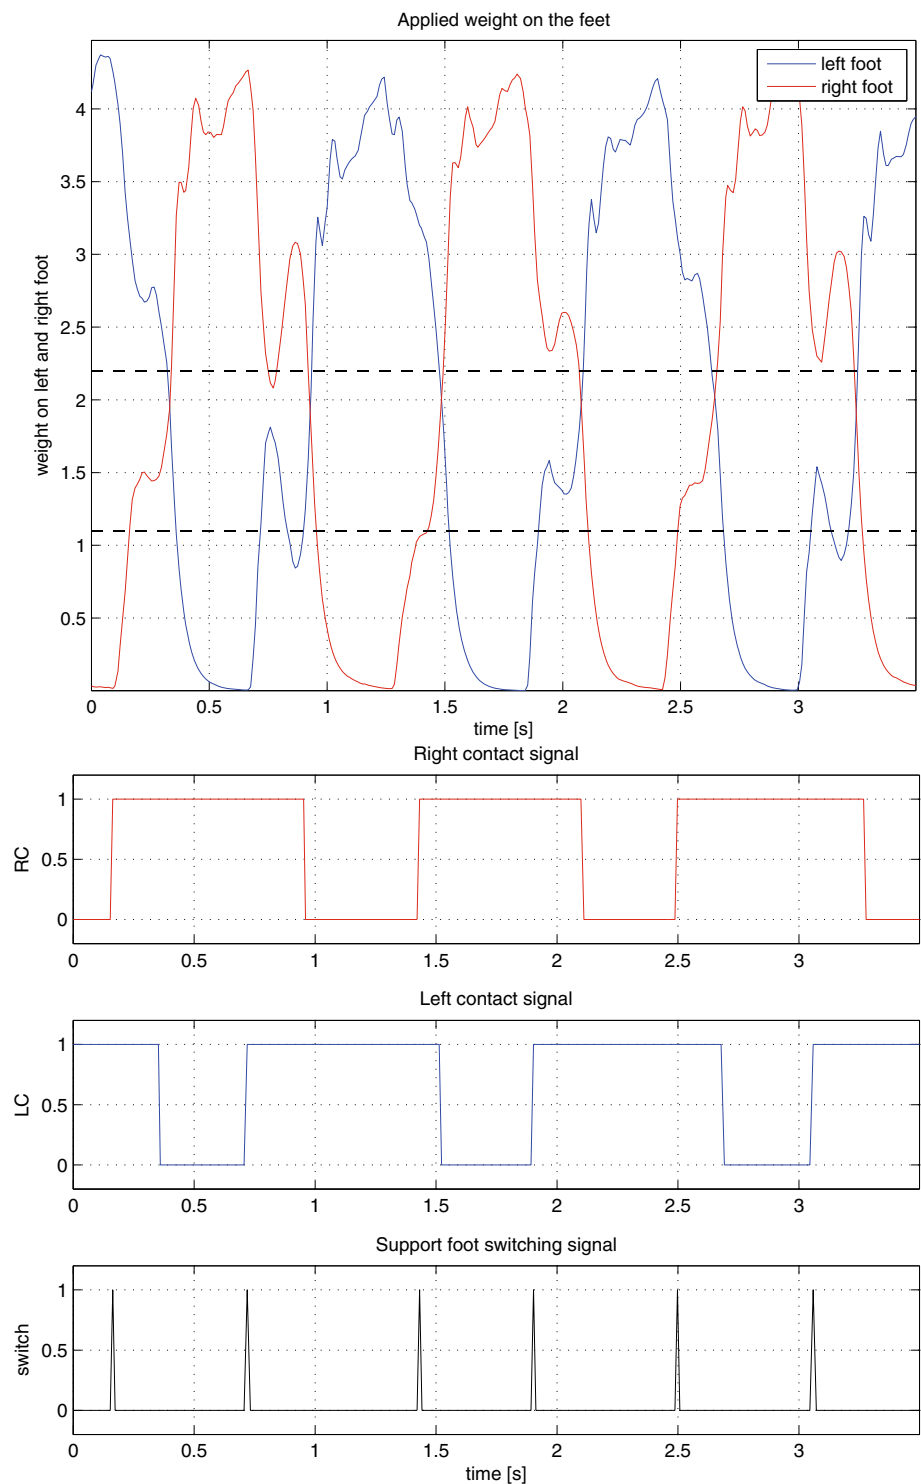 Applied weight on the feet
left foot
right foot
weight on left and right foot
4
3.5
3
2.5
2
1.5
1
0.5
0 0.5 1 1.5 2 2.5 3
time [s]
Right contact signal
RC
1
0.5
0
0 0.5 1 1.5 2 2.5 3
Left contact signal
LC
1
0.5
0
0 0.5 1 1.5 2 2.5 3
Support foot switching signal
switch
1
0.5
0
0 0.5 1 1.5 2 2.5 3
time [s]